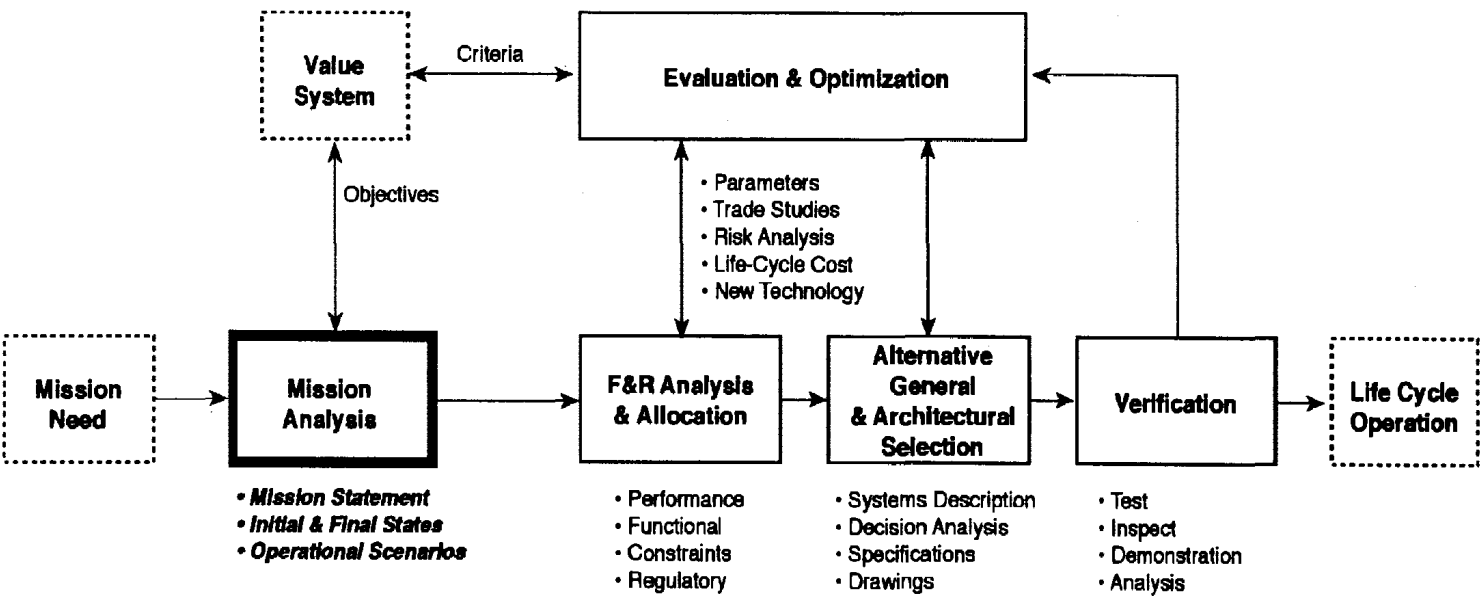 Value
System
Criteria
Evaluation & Optimization
Objectives
• Parameters
• Trade Studies
• Risk Analysis
• Life-Cycle Cost
• New Technology
Mission
Need
Mission
Analysis
F&R Analysis
& Allocation
Alternative
General
& Architectural
Selection
Verification
Life Cycle
Operation
• Mission Statement
• Initial & Final States
• Operational Scenarios
• Performance
• Functional
• Constraints
• Regulatory
• Systems Description
• Decision Analysis
• Specifications
• Drawings
• Test
• Inspect
• Demonstration
• Analysis